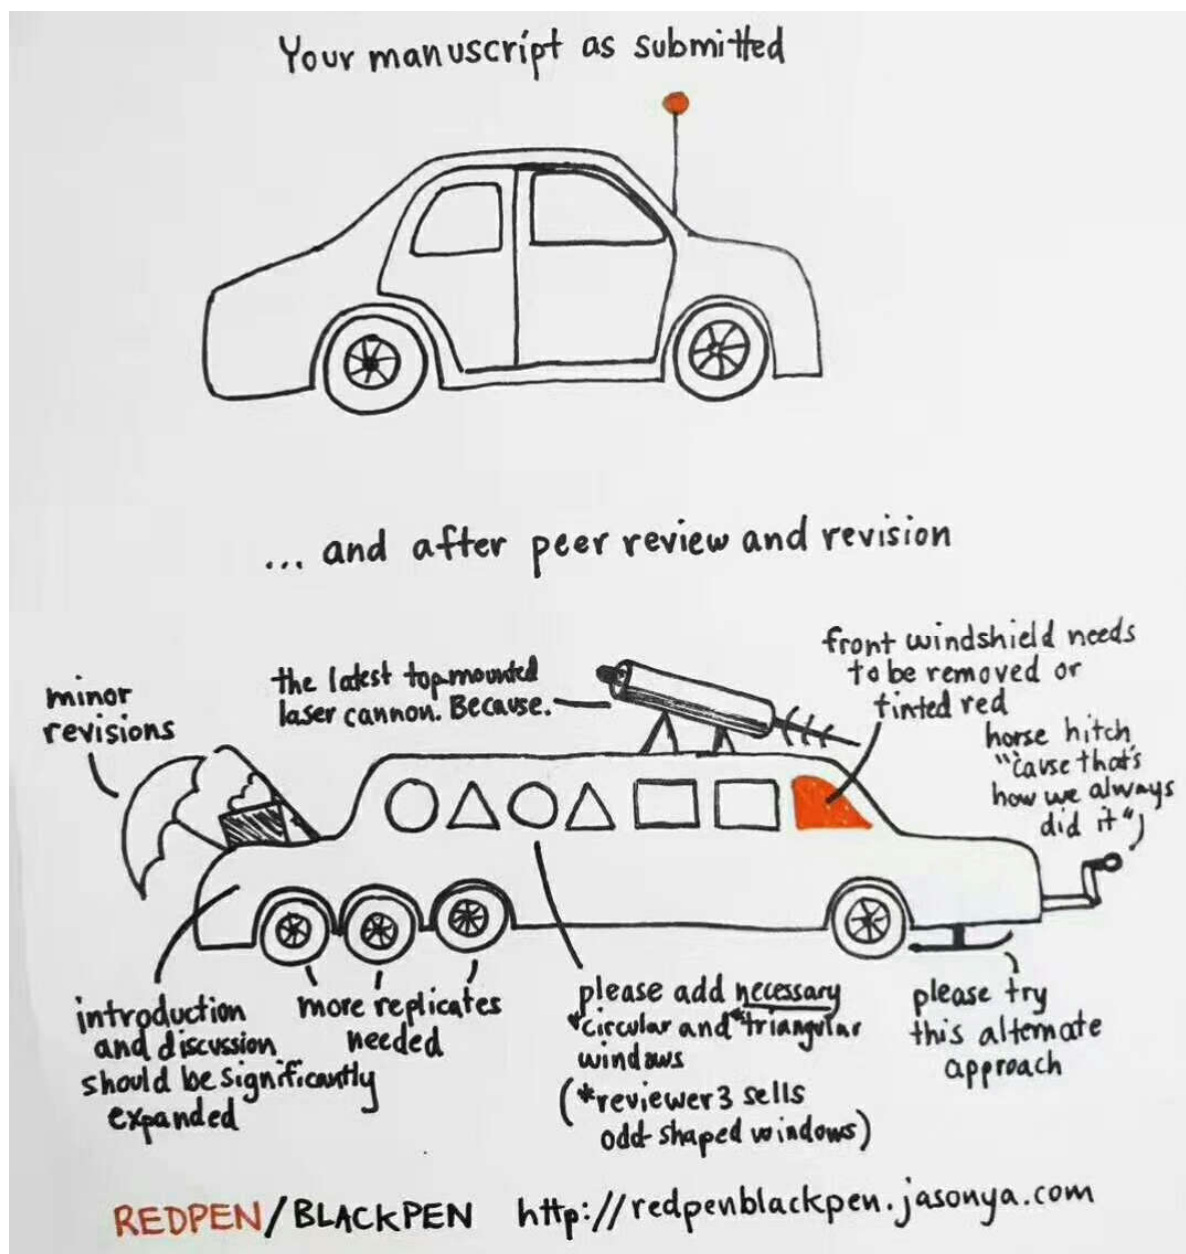 Your manuscript as submitted
... and after peer review and revision
minor
revisions
the latest top mounted
laser cannon. Because.
front windshield needs
to be removed or
tinted red
horse hitch
"'cause that's
how we always
did it"
introduction
and discussion
should be significantly
expanded
more replicates
needed
please add necessary
*circular and *triangular
windows
(*reviewer 3 sells
odd shaped windows)
please try
this alternate
approach
REDPEN/BLACKPEN http://redpenblackpen.jasonya.com